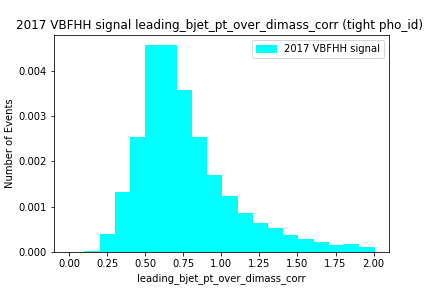 2017 VBFHH signal leading_bjet_pt_over_dimass_corr (tight pho_id)
2017 VBFHH signal
Number of Events
0.004
0.003
0.002
0.001
0.000
0.00 0.25 0.50 0.75 1.00 1.25 1.50 1.75 2.00
leading_bjet_pt_over_dimass_corr